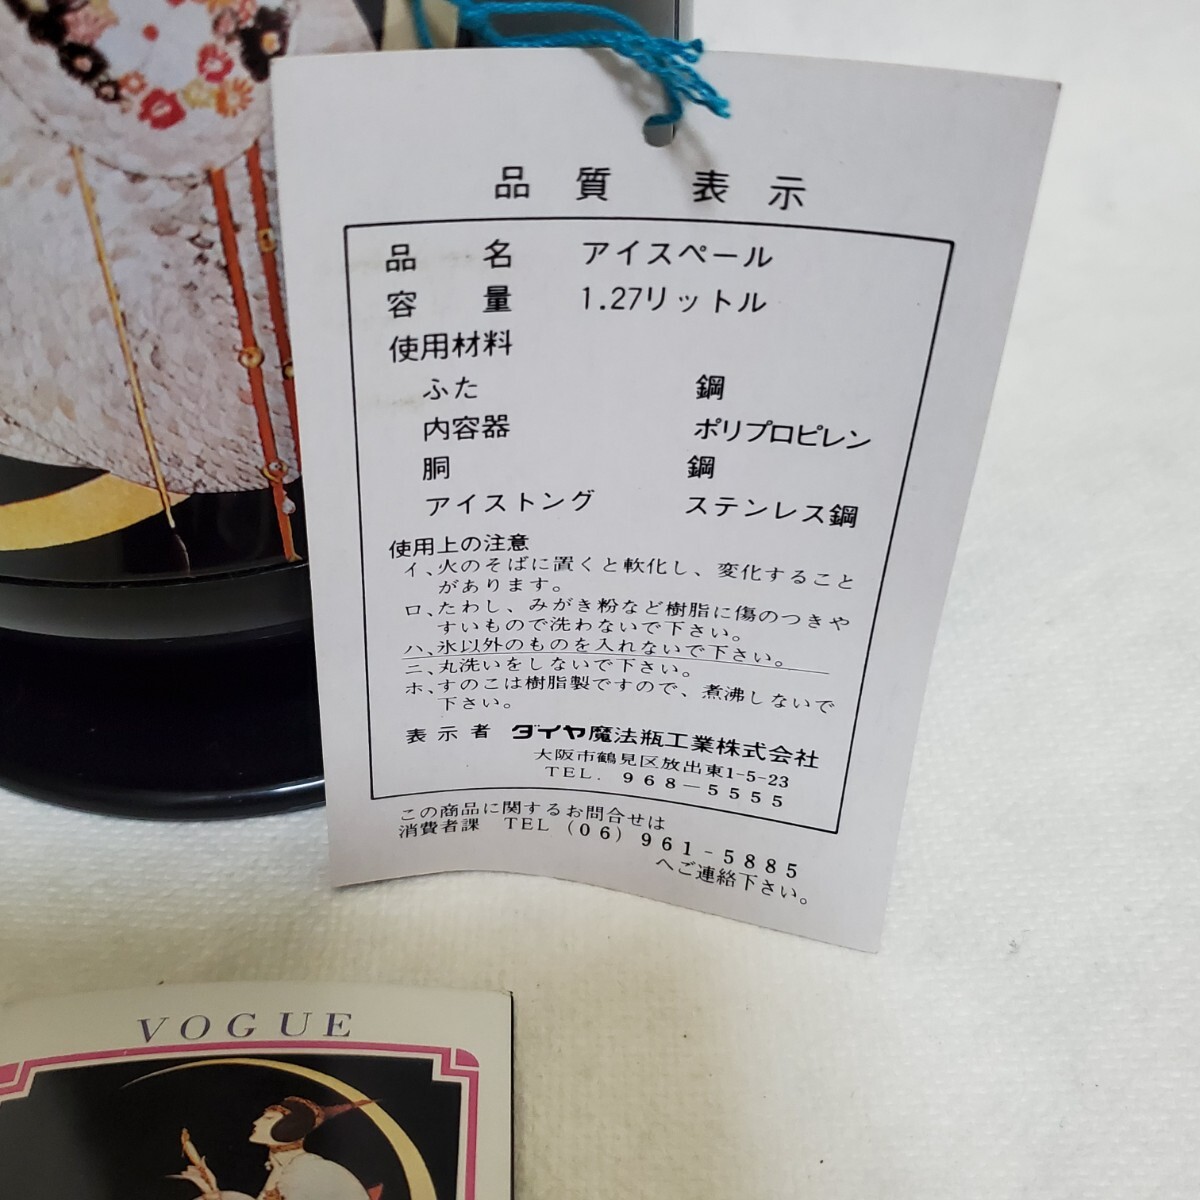 品質表示
品名 アイスペール
容量 1.27リットル
使用材料
ふた 鋼
内容器 ポリプロピレン
胴 鋼
アイストング ステンレス鋼
使用上の注意
イ、火のそばに置くと軟化し、変化すること
があります。
ロ、たわし、みがき粉など樹脂に傷のつきや
すいもので洗わないで下さい。
ハ、氷以外のものを入れないで下さい。
ニ、丸洗いをしないで下さい。
ホ、すのこは樹脂製ですので、煮沸しないで
下さい。
表示者 ダイヤ魔法瓶工業株式会社
大阪市鶴見区放出東1-5-23
TEL. 968-5555
この商品に関するお問合せは
消費者課 TEL (06) 961-5885
へご連絡下さい。
VOGUE